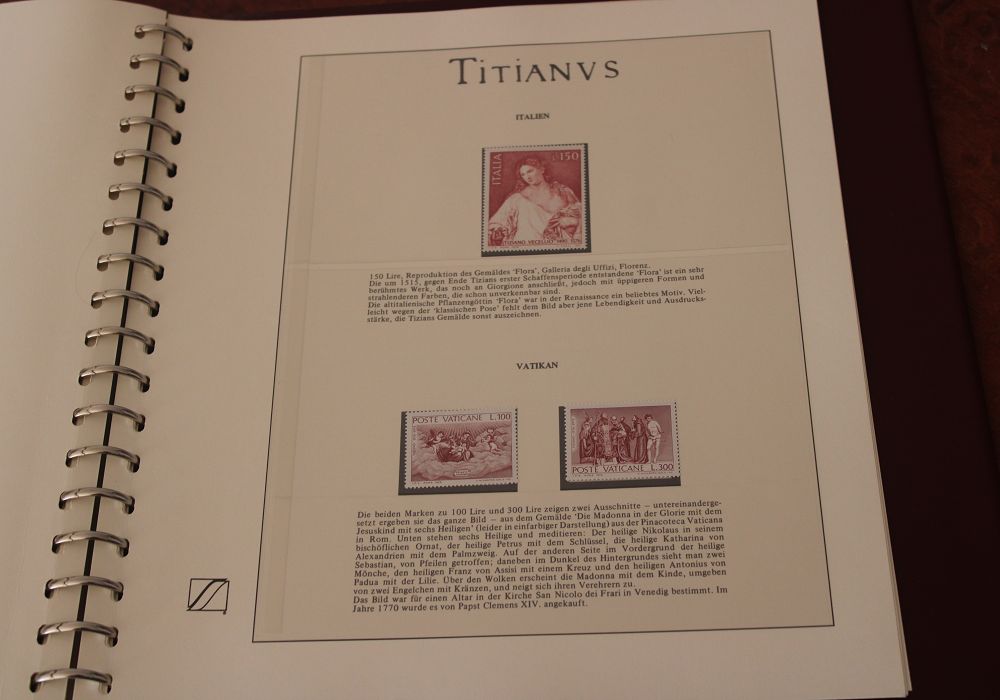 TITIANVS
ITALIEN
ITALIA
150
TIZIANO VECELLIO 1490 1576
150 Lire, Reproduktion des Gemäldes 'Flora', Galleria degli Uffizi, Florenz.
Die um 1515, gegen Ende Tizians erster Schaffensperiode entstandene 'Flora' ist ein sehr
berühmtes Werk, das noch an Giorgione anschließt, jedoch mit üppigeren Formen und
strahlenderen Farben, die schon unverkennbar sind.
Die altitalienische Pflanzengöttin 'Flora' war in der Renaissance ein beliebtes Motiv. Viel-
leicht wegen der 'klassischen Pose' fehlt dem Bild aber jene Lebendigkeit und Ausdrucks-
stärke, die Tizians Gemälde sonst auszeichnen.
VATIKAN
POSTE VATICANE L.100
POSTE VATICANE L.300
Die beiden Marken zu 100 Lire und 300 Lire zeigen zwei Ausschnitte – untereinanderge-
setzt ergeben sie das ganze Bild – aus dem Gemälde 'Die Madonna in der Glorie mit dem
Jesuskind mit sechs Heiligen' (leider in einfarbiger Darstellung) aus der Pinacoteca Vaticana
in Rom. Unten stehen sechs Heilige und meditieren: Der heilige Nikolaus in seinem
bischöflichen Ornat, der heilige Petrus mit dem Schlüssel, die heilige Katharina von
Alexandrien mit dem Palmzweig. Auf der anderen Seite im Vordergrund der heilige
Sebastian, von Pfeilen getroffen; daneben im Dunkel des Hintergrundes sieht man zwei
Mönche, den heiligen Franz von Assisi mit einem Kreuz und den heiligen Antonius von
Padua mit der Lilie. Über den Wolken erscheint die Madonna mit dem Kinde, umgeben
von zwei Engelchen mit Kränzen, und neigt sich ihren Verehrern zu.
Das Bild war für einen Altar in der Kirche San Nicolo dei Frari in Venedig bestimmt. Im
Jahre 1770 wurde es von Papst Clemens XIV. angekauft.